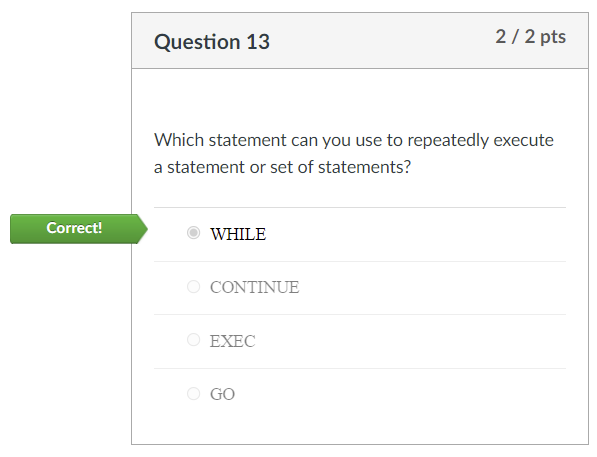 Question 13
2 / 2 pts
Which statement can you use to repeatedly execute
a statement or set of statements?
Correct!
WHILE
CONTINUE
EXEC
GO